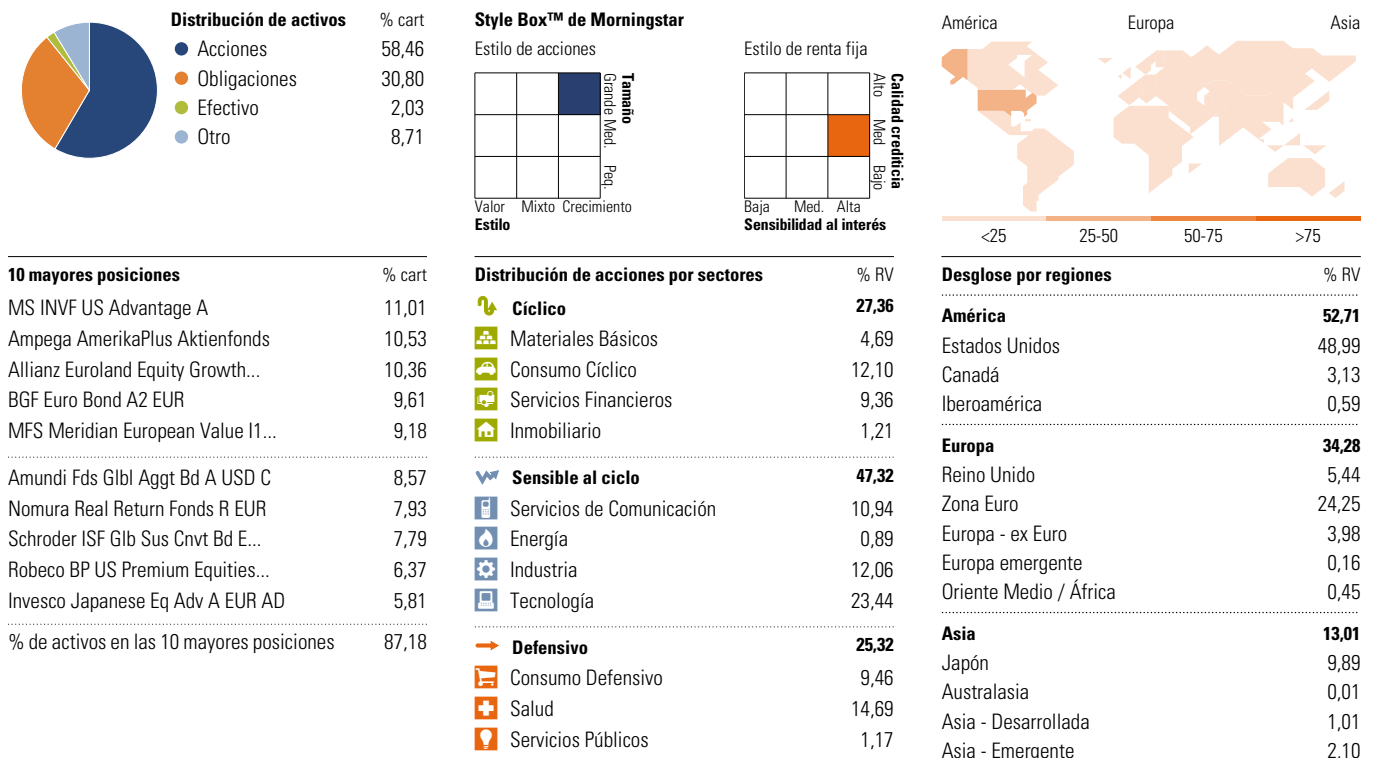 Distribución de activos % cart
Acciones 58,46
Obligaciones 30,80
Efectivo 2,03
Otro 8,71
Style Box™ de Morningstar
Estilo de acciones
Tamaño
Grande Med. Peq.
Valor Mixto Crecimiento
Estilo
Estilo de renta fija
Calidad crediticia
Alto Med Bajo
Baja Med. Alta
Sensibilidad al interés
América Europa Asia
<25 25-50 50-75 >75
10 mayores posiciones % cart
MS INVF US Advantage A 11,01
Ampega AmerikaPlus Aktienfonds 10,53
Allianz Euroland Equity Growth... 10,36
BGF Euro Bond A2 EUR 9,61
MFS Meridian European Value I1... 9,18
Amundi Fds Glbl Aggt Bd A USD C 8,57
Nomura Real Return Fonds R EUR 7,93
Schroder ISF Glb Sus Cnvt Bd E... 7,79
Robeco BP US Premium Equities... 6,37
Invesco Japanese Eq Adv A EUR AD 5,81
% de activos en las 10 mayores posiciones 87,18
Distribución de acciones por sectores % RV
Cíclico 27,36
Materiales Básicos 4,69
Consumo Cíclico 12,10
Servicios Financieros 9,36
Inmobiliario 1,21
Sensible al ciclo 47,32
Servicios de Comunicación 10,94
Energía 0,89
Industria 12,06
Tecnología 23,44
Defensivo 25,32
Consumo Defensivo 9,46
Salud 14,69
Servicios Públicos 1,17
Desglose por regiones % RV
América 52,71
Estados Unidos 48,99
Canadá 3,13
Iberoamérica 0,59
Europa 34,28
Reino Unido 5,44
Zona Euro 24,25
Europa - ex Euro 3,98
Europa emergente 0,16
Oriente Medio / África 0,45
Asia 13,01
Japón 9,89
Australasia 0,01
Asia - Desarrollada 1,01
Asia - Emergente 2,10